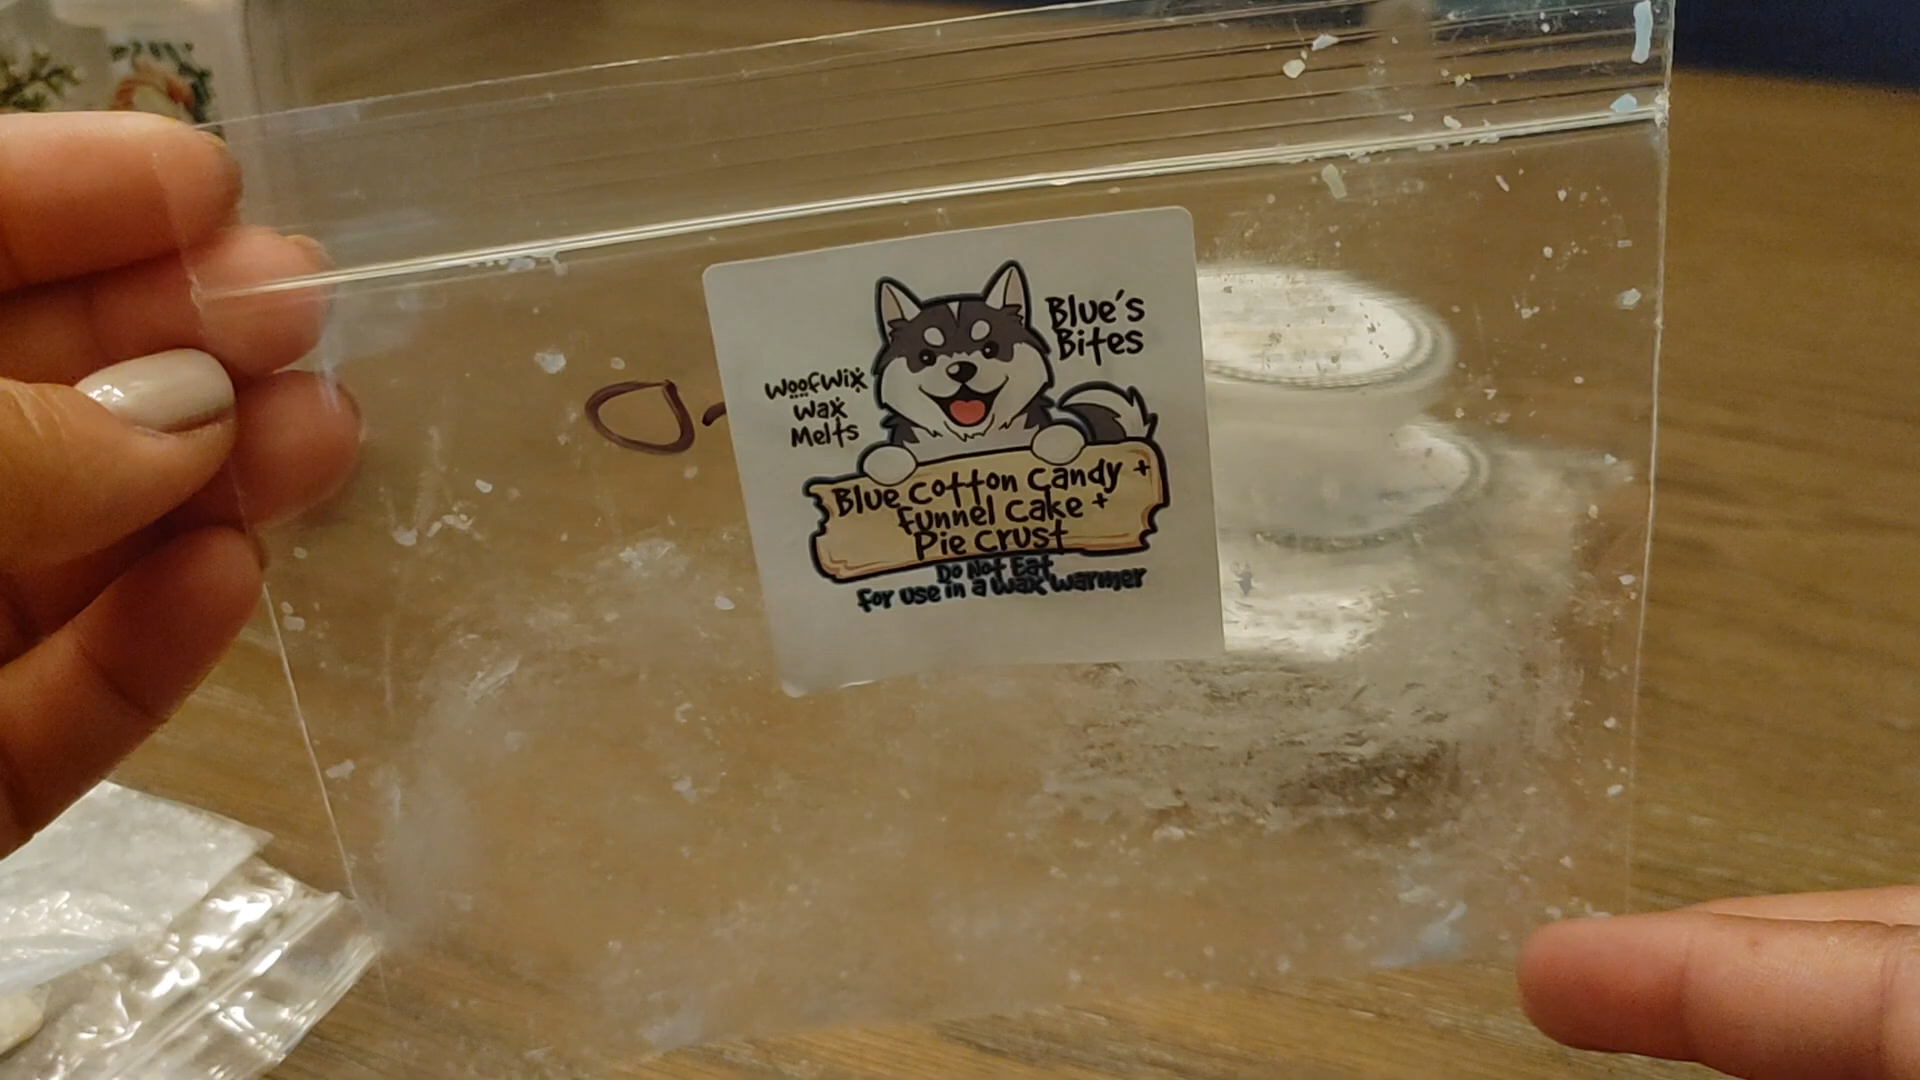 Blue's
Bites
WoofWix
Wax
Melts
Blue Cotton Candy +
Funnel Cake +
Pie Crust
Do Not Eat
For use in a wax warmer